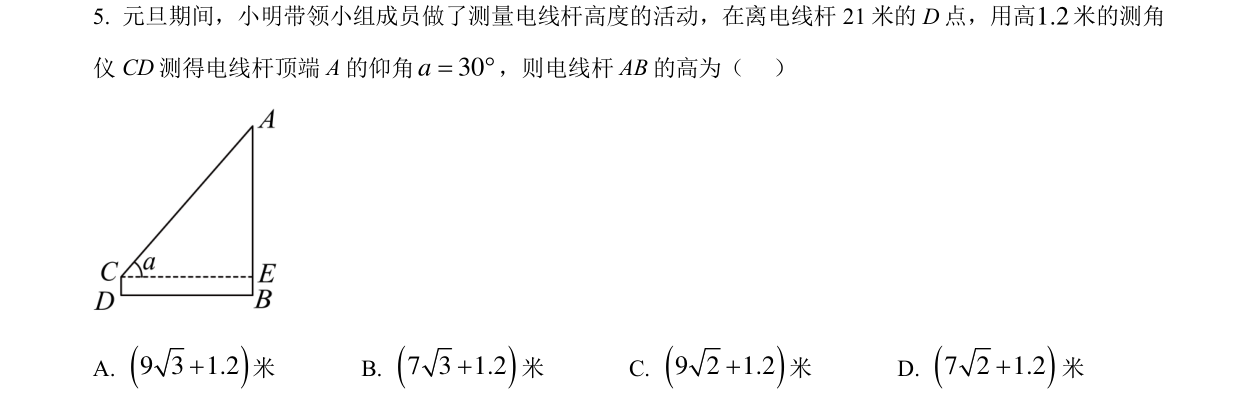 5. 元旦期间，小明带领小组成员做了测量电线杆高度的活动，在离电线杆 21 米的 D 点，用高1.2米的测角
仪 CD 测得电线杆顶端 A 的仰角 a = 30°，则电线杆 AB 的高为（　）
A
C a E
D B
A. (9√3+1.2)米 B. (7√3+1.2)米 C. (9√2+1.2)米 D. (7√2+1.2)米